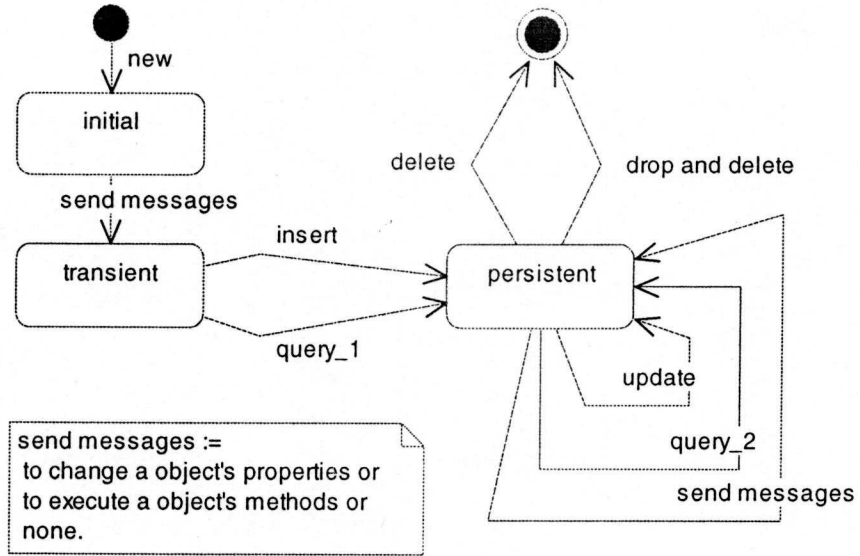 new
initial
send messages
transient
insert
query_1
delete
drop and delete
persistent
update
query_2
send messages
send messages :=
to change a object's properties or
to execute a object's methods or
none.